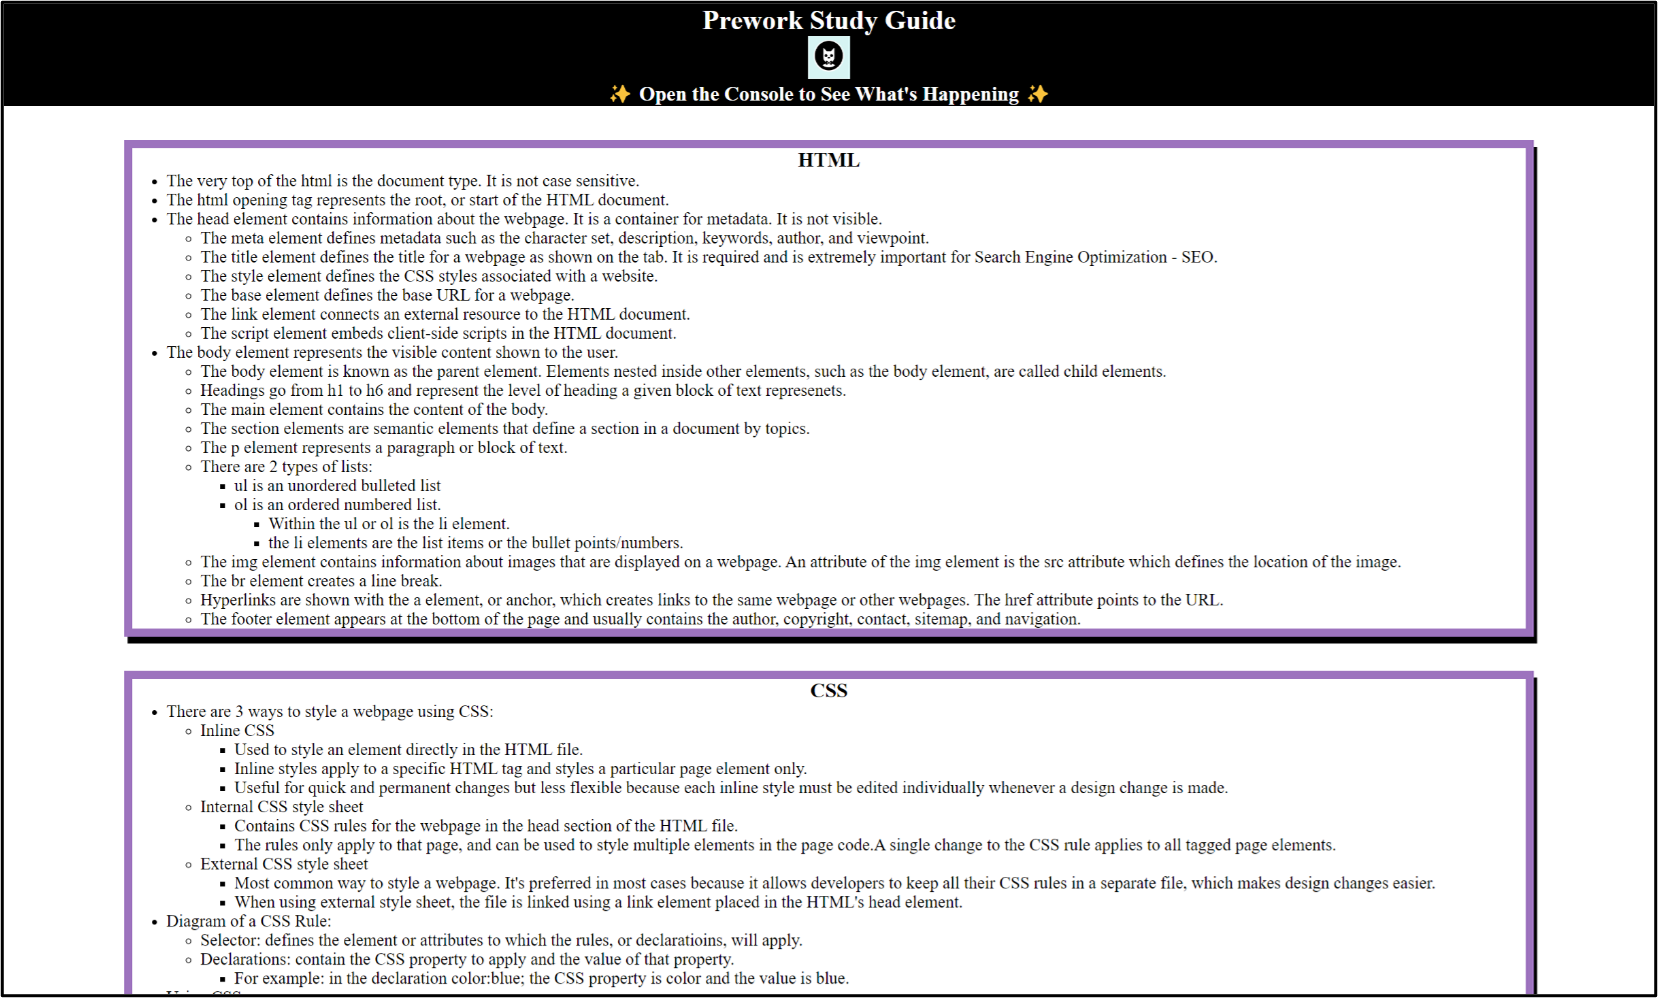 Prework Study Guide
✨ Open the Console to See What's Happening ✨
HTML
The very top of the html is the document type. It is not case sensitive.
The html opening tag represents the root, or start of the HTML document.
The head element contains information about the webpage. It is a container for metadata. It is not visible.
The meta element defines metadata such as the character set, description, keywords, author, and viewpoint.
The title element defines the title for a webpage as shown on the tab. It is required and is extremely important for Search Engine Optimization - SEO.
The style element defines the CSS styles associated with a website.
The base element defines the base URL for a webpage.
The link element connects an external resource to the HTML document.
The script element embeds client-side scripts in the HTML document.
The body element represents the visible content shown to the user.
The body element is known as the parent element. Elements nested inside other elements, such as the body element, are called child elements.
Headings go from h1 to h6 and represent the level of heading a given block of text represenets.
The main element contains the content of the body.
The section elements are semantic elements that define a section in a document by topics.
The p element represents a paragraph or block of text.
There are 2 types of lists:
ul is an unordered bulleted list
ol is an ordered numbered list.
Within the ul or ol is the li element.
the li elements are the list items or the bullet points/numbers.
The img element contains information about images that are displayed on a webpage. An attribute of the img element is the src attribute which defines the location of the image.
The br element creates a line break.
Hyperlinks are shown with the a element, or anchor, which creates links to the same webpage or other webpages. The href attribute points to the URL.
The footer element appears at the bottom of the page and usually contains the author, copyright, contact, sitemap, and navigation.
CSS
There are 3 ways to style a webpage using CSS:
Inline CSS
Used to style an element directly in the HTML file.
Inline styles apply to a specific HTML tag and styles a particular page element only.
Useful for quick and permanent changes but less flexible because each inline style must be edited individually whenever a design change is made.
Internal CSS style sheet
Contains CSS rules for the webpage in the head section of the HTML file.
The rules only apply to that page, and can be used to style multiple elements in the page code.A single change to the CSS rule applies to all tagged page elements.
External CSS style sheet
Most common way to style a webpage. It's preferred in most cases because it allows developers to keep all their CSS rules in a separate file, which makes design changes easier.
When using external style sheet, the file is linked using a link element placed in the HTML's head element.
Diagram of a CSS Rule:
Selector: defines the element or attributes to which the rules, or declaratioins, will apply.
Declarations: contain the CSS property to apply and the value of that property.
For example: in the declaration color:blue; the CSS property is color and the value is blue.